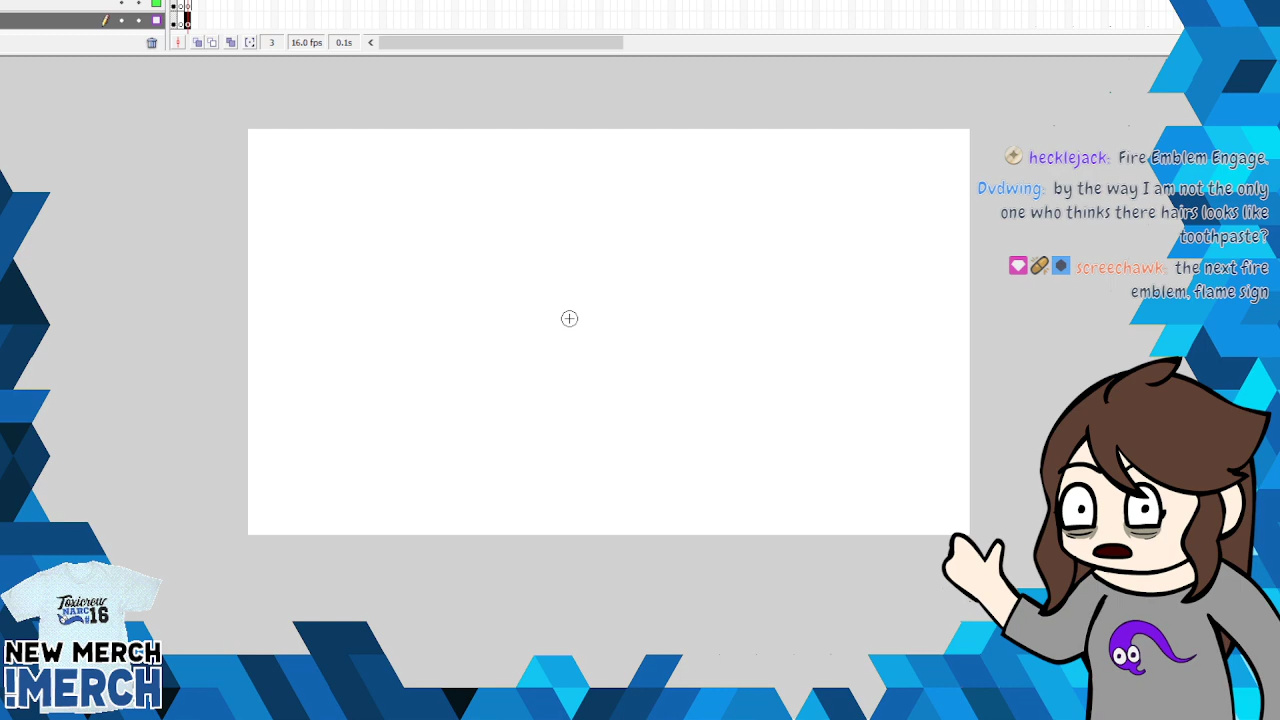 3 16.0 fps 0.1s
hecklejack: Fire Emblem Engage.
Dvdwing: by the way I am not the only
one who thinks there hairs looks like
toothpaste?
screechawk: the next fire
emblem, flame sign
Toxicrew
NARC
#16
NEW MERCH
!MERCH